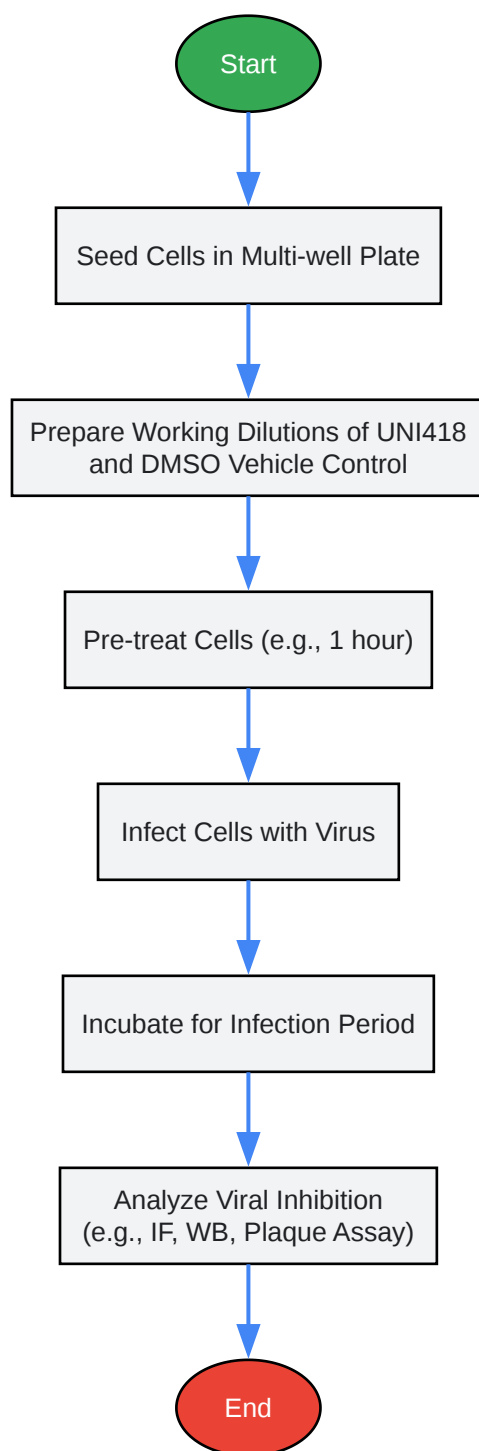 Start
Seed Cells in Multi-well Plate
Prepare Working Dilutions of UNI418
and DMSO Vehicle Control
Pre-treat Cells (e.g., 1 hour)
Infect Cells with Virus
Incubate for Infection Period
Analyze Viral Inhibition
(e.g., IF, WB, Plaque Assay)
End